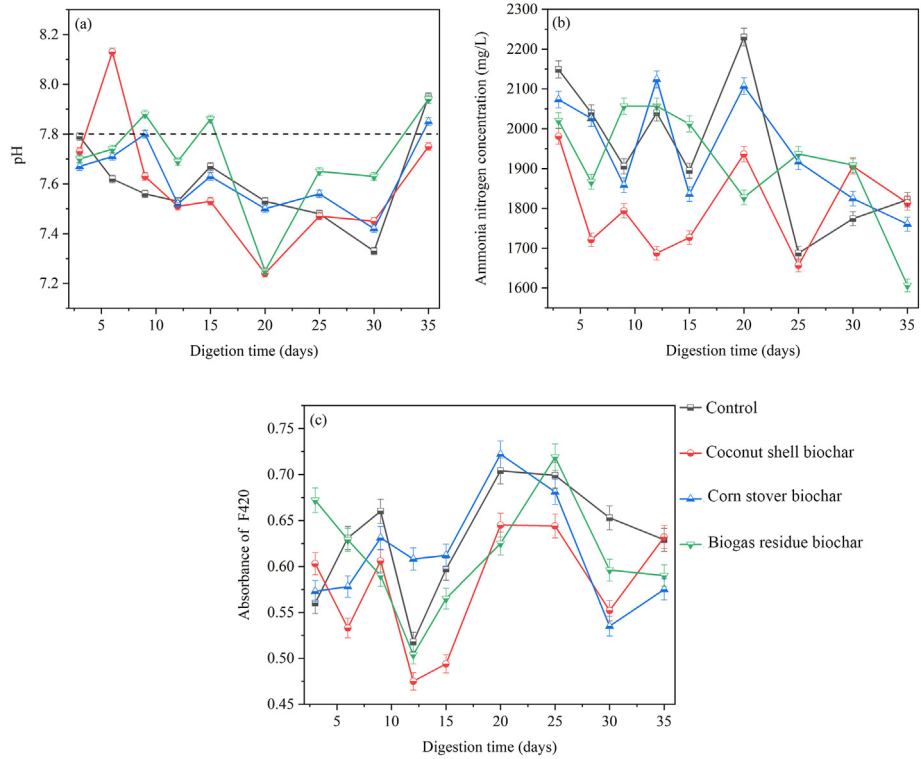 (a)
8.2
8.0
7.8
7.6
7.4
7.2
pH
5 10 15 20 25 30 35
Digetion time (days)
(b)
2300
2200
2100
2000
1900
1800
1700
1600
Ammonia nitrogen concentration (mg/L)
5 10 15 20 25 30 35
Digestion time (days)
(c)
0.75
0.70
0.65
0.60
0.55
0.50
0.45
Absorbance of F420
5 10 15 20 25 30 35
Digestion time (days)
Control
Coconut shell biochar
Corn stover biochar
Biogas residue biochar